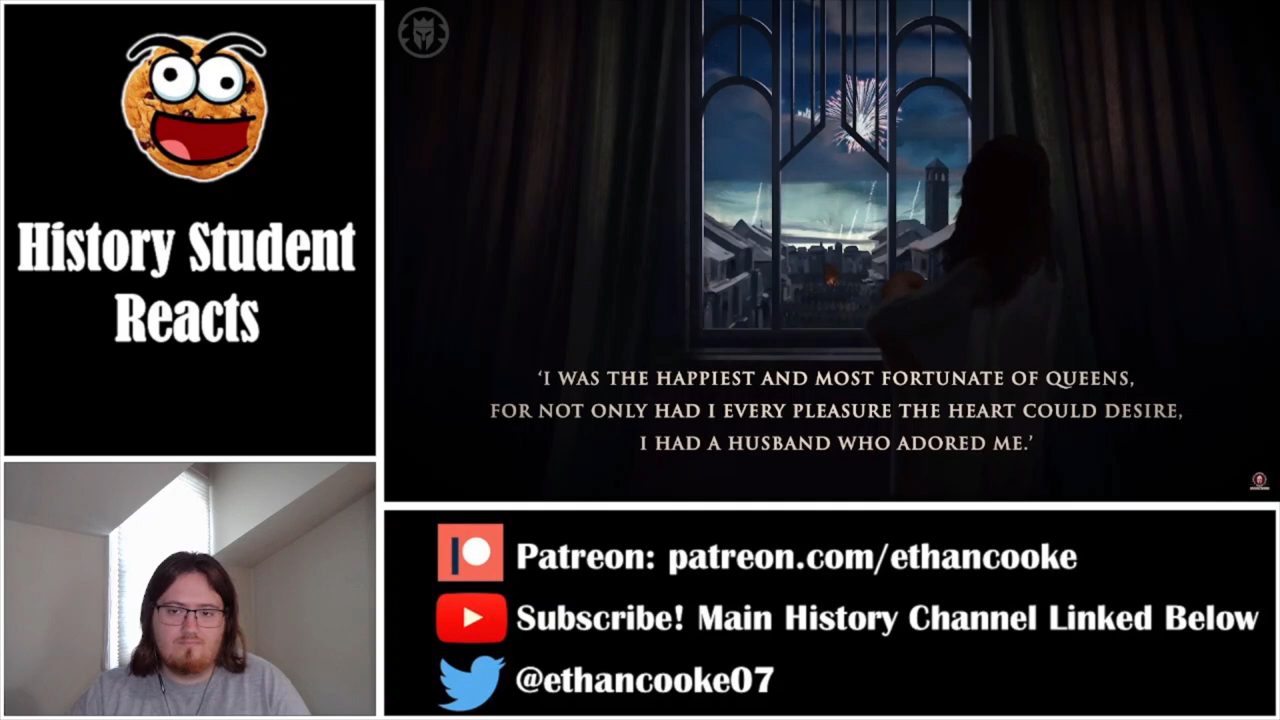 History Student
Reacts
‘I WAS THE HAPPIEST AND MOST FORTUNATE OF QUEENS,
FOR NOT ONLY HAD I EVERY PLEASURE THE HEART COULD DESIRE,
I HAD A HUSBAND WHO ADORED ME.’
Patreon: patreon.com/ethancooke
Subscribe! Main History Channel Linked Below
@ethancooke07